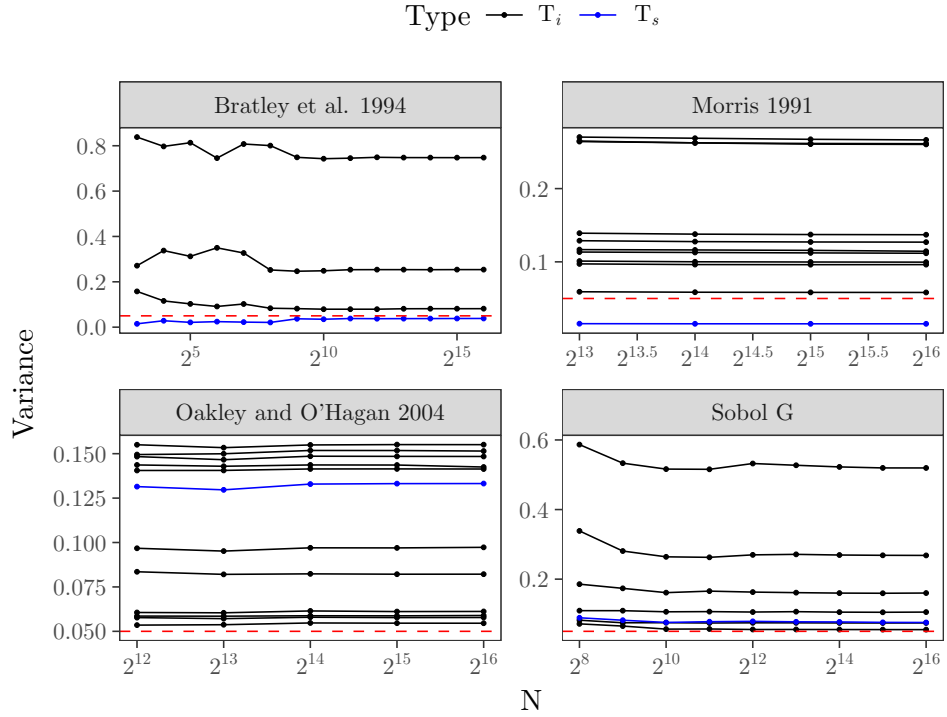 Type T_i T_s
Bratley et al. 1994
0.8
0.6
0.4
0.2
0.0
2^5 2^10 2^15
Morris 1991
0.2
0.1
2^13 2^13.5 2^14 2^14.5 2^15 2^15.5 2^16
Variance
Oakley and O'Hagan 2004
0.150
0.125
0.100
0.075
0.050
2^12 2^13 2^14 2^15 2^16
Sobol G
0.6
0.4
0.2
2^8 2^10 2^12 2^14 2^16
N